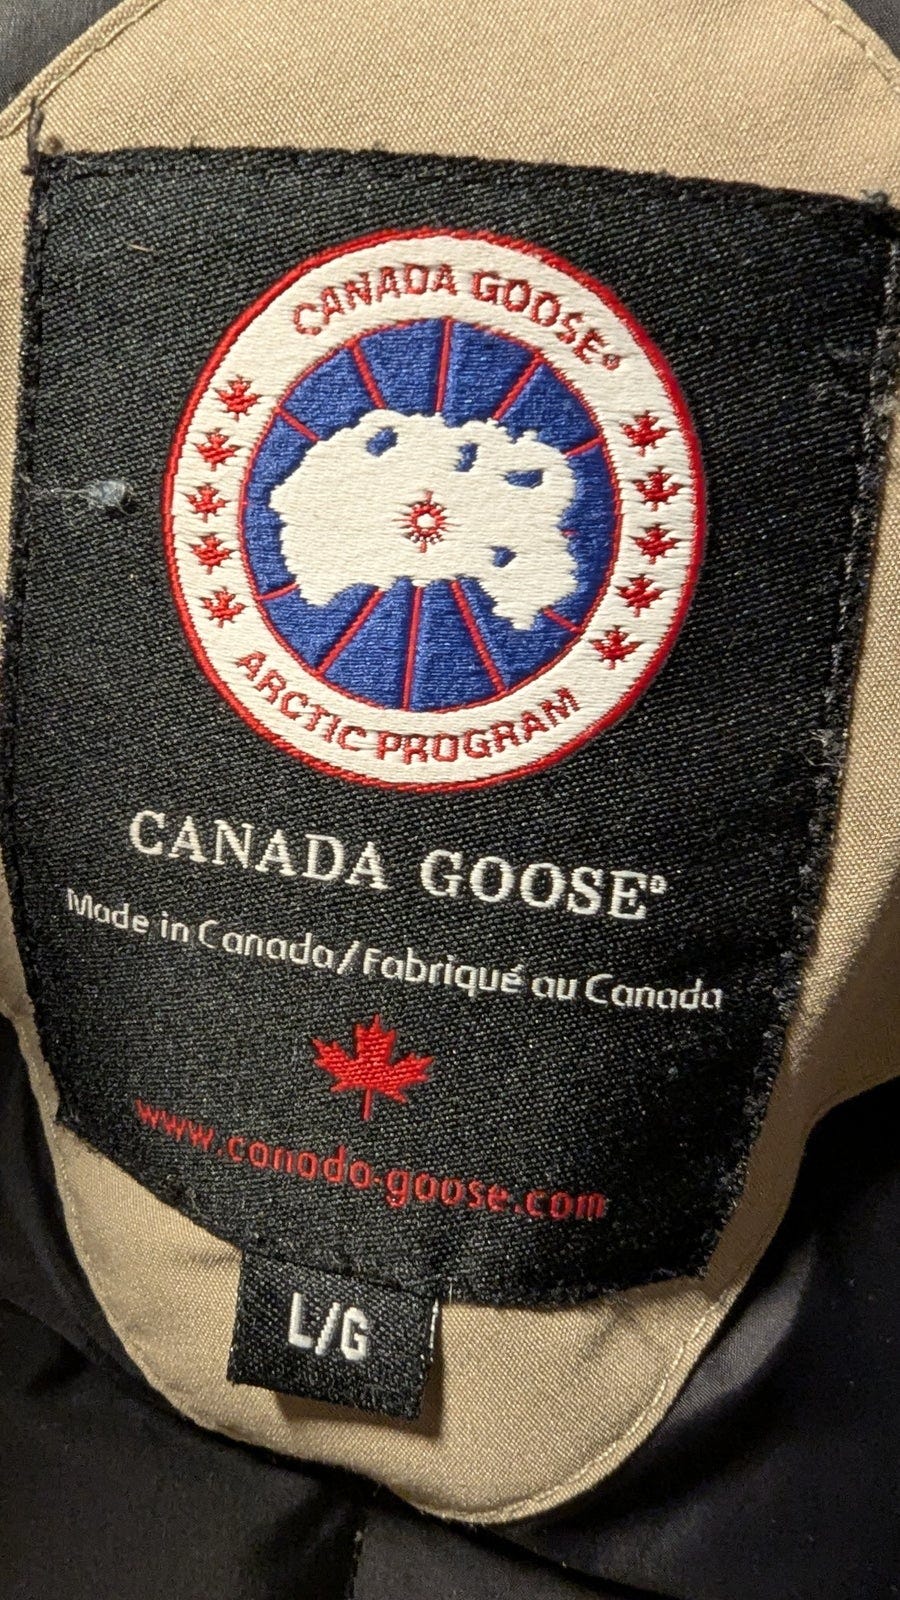 CANADA GOOSE®
ARCTIC PROGRAM
CANADA GOOSE®
Made in Canada/Fabriqué au Canada
www.canada-goose.com
L/G